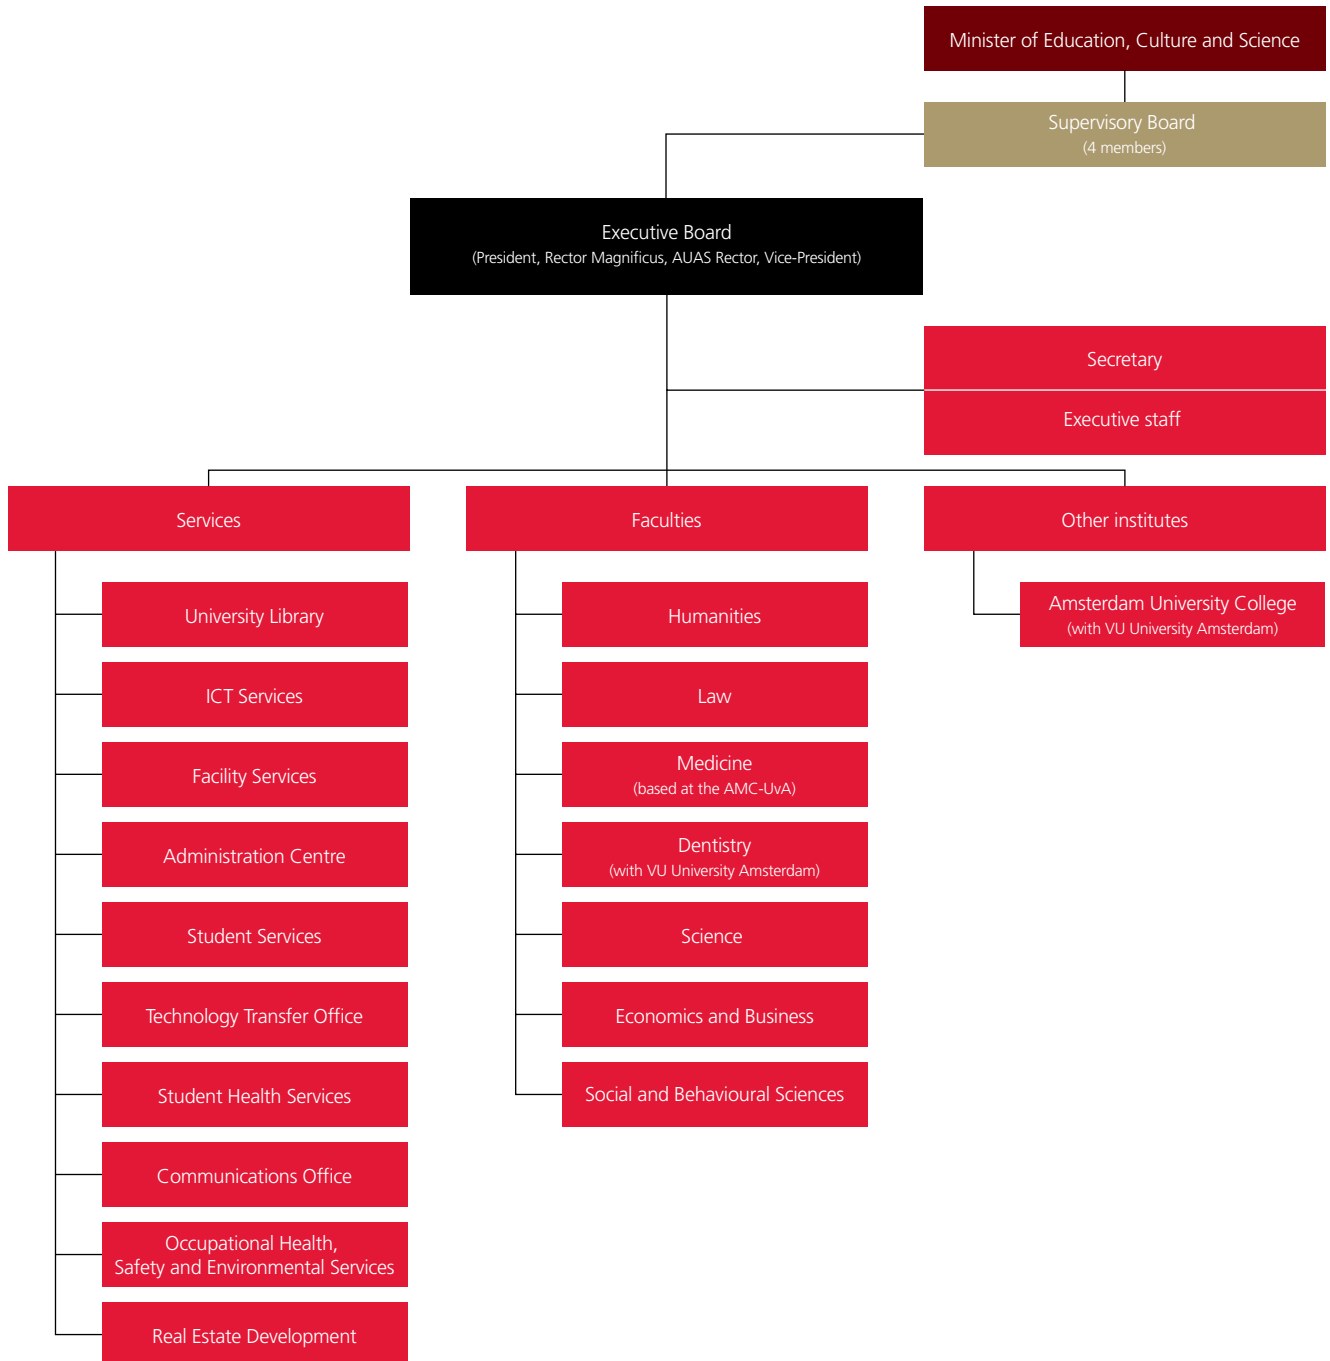 Minister of Education, Culture and Science
Supervisory Board
(4 members)
Executive Board
(President, Rector Magnificus, AUAS Rector, Vice-President)
Secretary
Executive staff
Services
University Library
ICT Services
Facility Services
Administration Centre
Student Services
Technology Transfer Office
Student Health Services
Communications Office
Occupational Health,
Safety and Environmental Services
Real Estate Development
Faculties
Humanities
Law
Medicine
(based at the AMC-UvA)
Dentistry
(with VU University Amsterdam)
Science
Economics and Business
Social and Behavioural Sciences
Other institutes
Amsterdam University College
(with VU University Amsterdam)